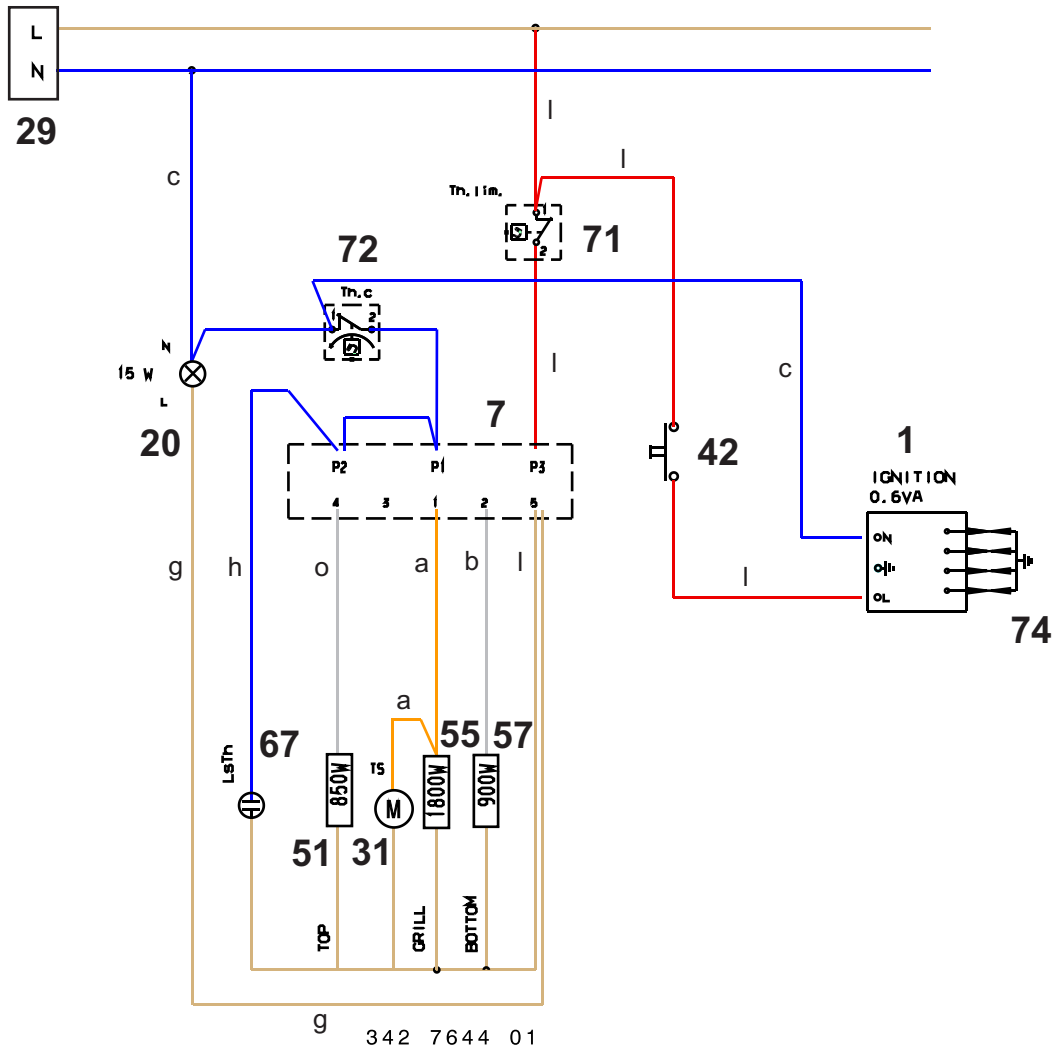 L
N
29
c
l
l
Th.lim.
1
2
71
72
Th.c
1 2
N
15 W
L
20
l
c
7
P2 P1 P3
4 3 1 2 5
42
1
IGNITION
0.6VA
N
L
74
g h o a b l
l
a
67
LsTh
TS
55
57
850W
M
1800W
900W
51
31
TOP
GRILL
BOTTOM
g
342 7644 01